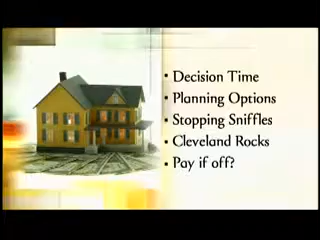 • Decision Time
• Planning Options
• Stopping Sniffles
• Cleveland Rocks
• Pay if off?